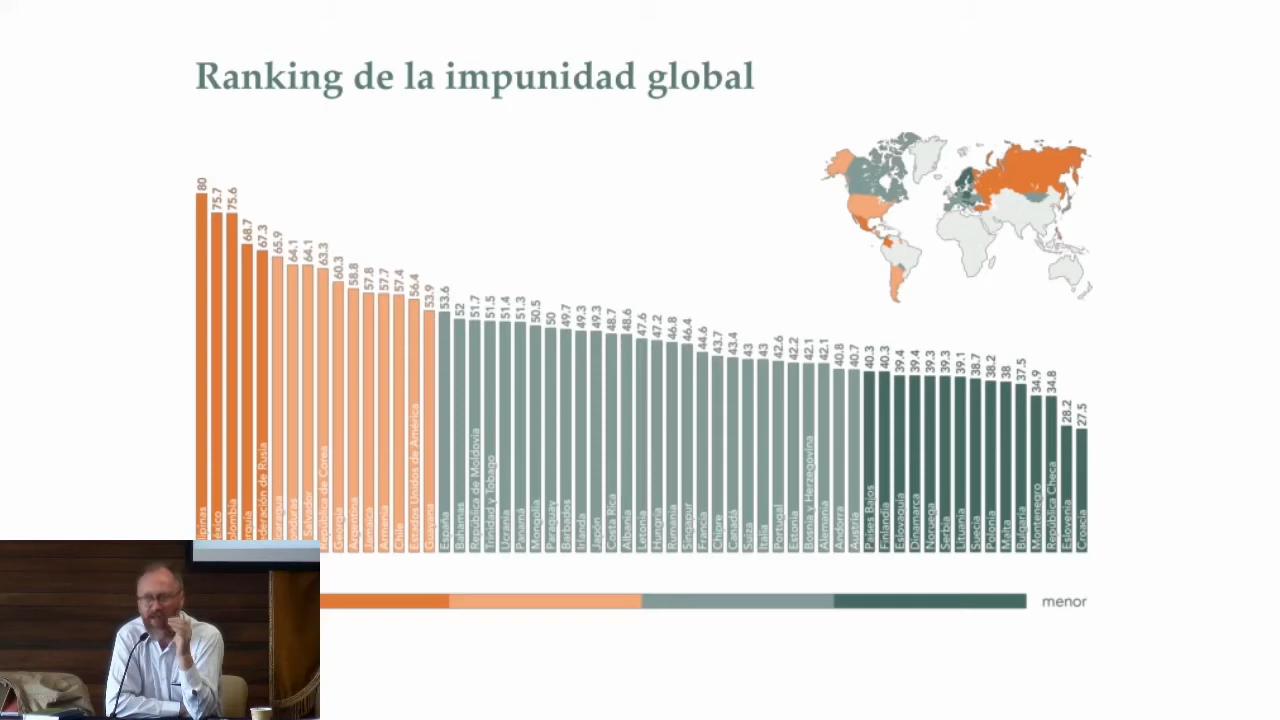 Ranking de la impunidad global
80
75.7
75.6
68.7
67.3
65.9
64.1
64.1
63.3
60.3
58.8
57.8
57.7
57.4
56.4
53.9
53.6
52
51.7
51.5
51.4
51.3
50.5
50
49.7
49.3
49.3
48.7
48.6
47.6
47.2
46.8
46.4
44.6
43.7
43.4
43
43
42.6
42.2
42.1
42.1
40.8
40.7
40.3
40.3
39.4
39.4
39.3
39.3
39.1
38.7
38.2
38
37.5
34.9
34.8
28.2
27.5
de Rusia
Salvador
de Corea
Georgia
Argentina
Jamaica
Armenia
Chile
Estados Unidos de América
Guyana
España
Bahamas
República de Moldovia
Trinidad y Tobago
Ucrania
Panamá
Mongolia
Paraguay
Barbados
Irlanda
Japón
Costa Rica
Albania
Letonia
Hungría
Rumania
Singapur
Francia
Chipre
Canadá
Suiza
Italia
Portugal
Estonia
Bosnia y Herzegovina
Alemania
Andorra
Austria
Países Bajos
Finlandia
Eslovaquia
Dinamarca
Noruega
Serbia
Lituania
Suecia
Polonia
Malta
Bulgaria
Montenegro
República Checa
Eslovenia
Croacia
menor